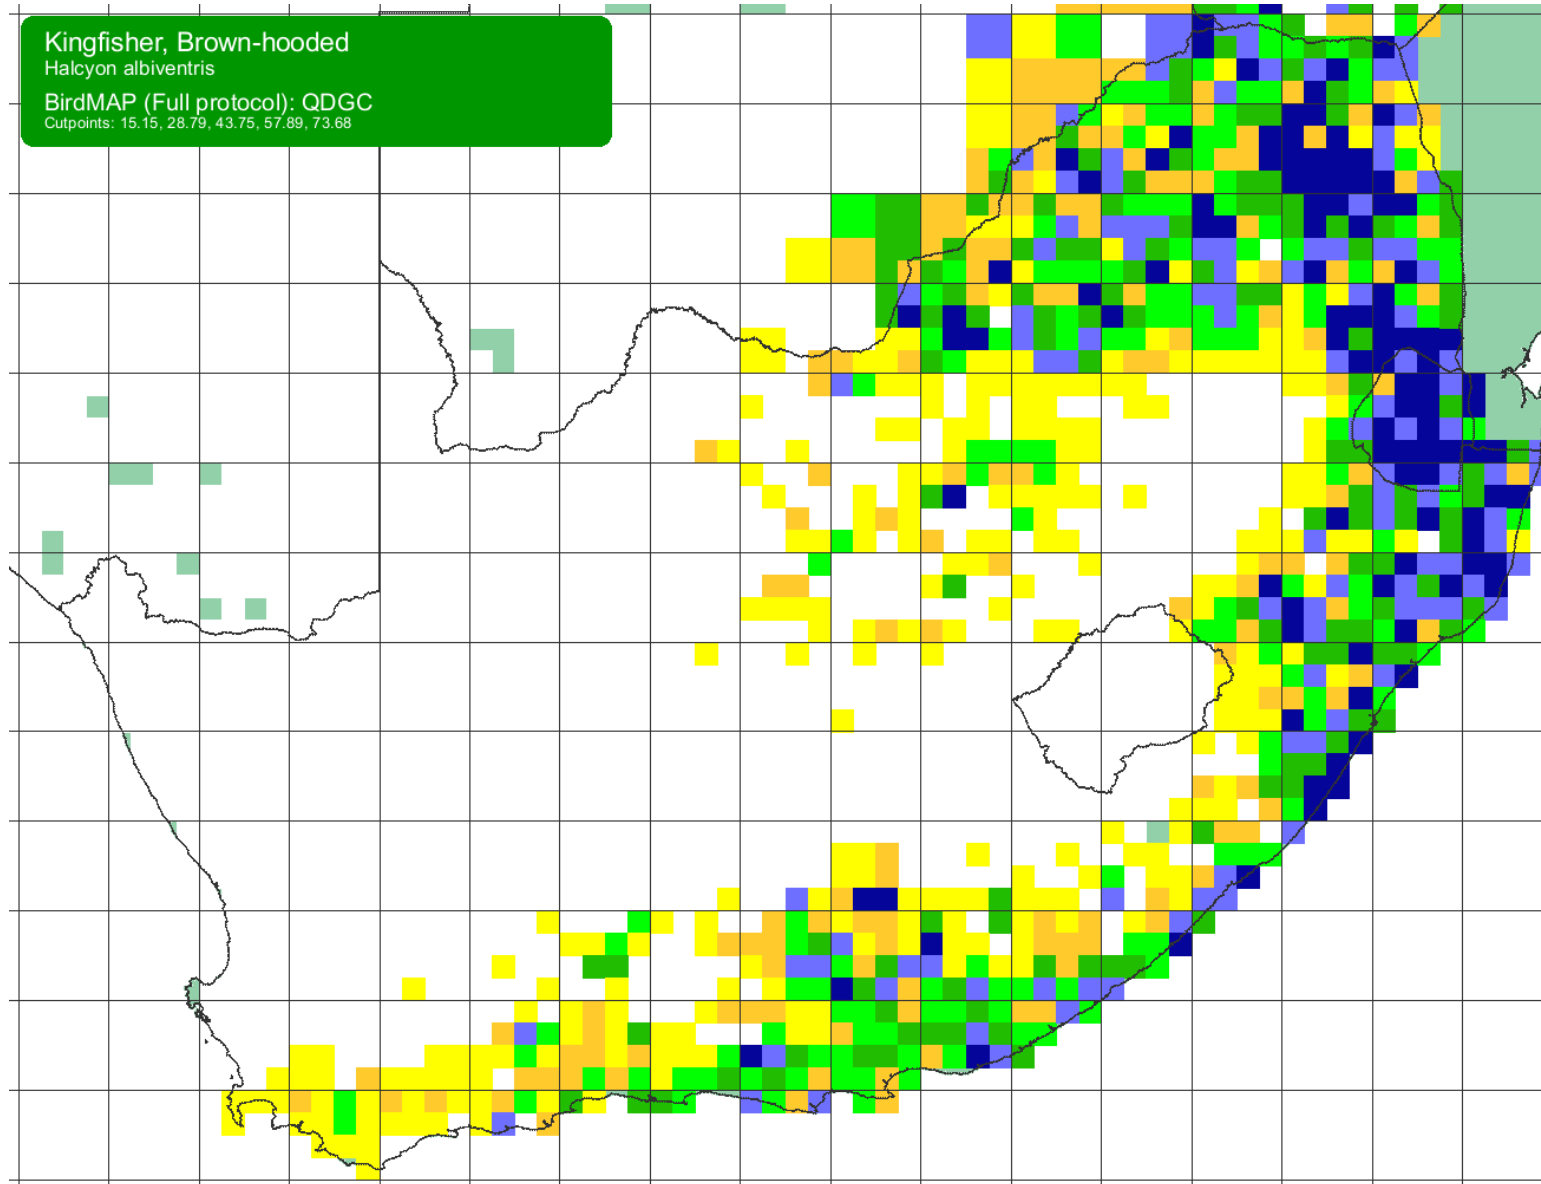 Kingfisher, Brown-hooded
Halcyon albiventris
BirdMAP (Full protocol): QDGC
Cutpoints: 15.15, 28.79, 43.75, 57.89, 73.68